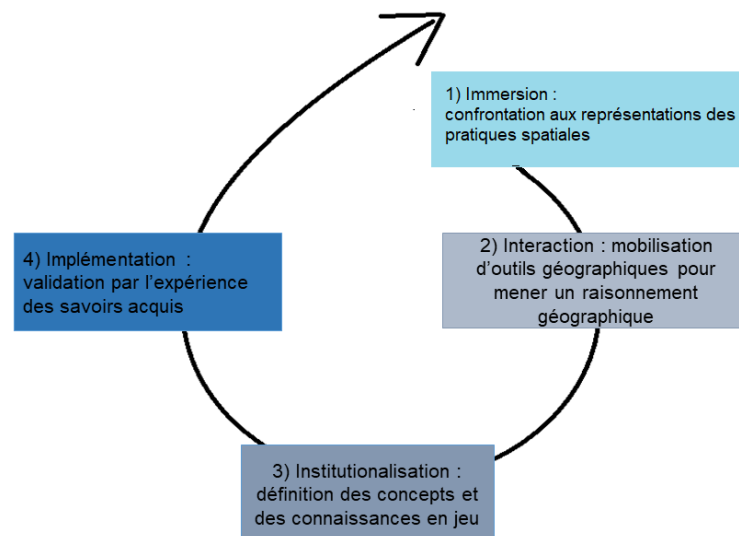 1) Immersion :
confrontation aux représentations des
pratiques spatiales
2) Interaction : mobilisation
d’outils géographiques pour
mener un raisonnement
géographique
3) Institutionalisation :
définition des concepts et
des connaissances en jeu
4) Implémentation :
validation par l’expérience
des savoirs acquis